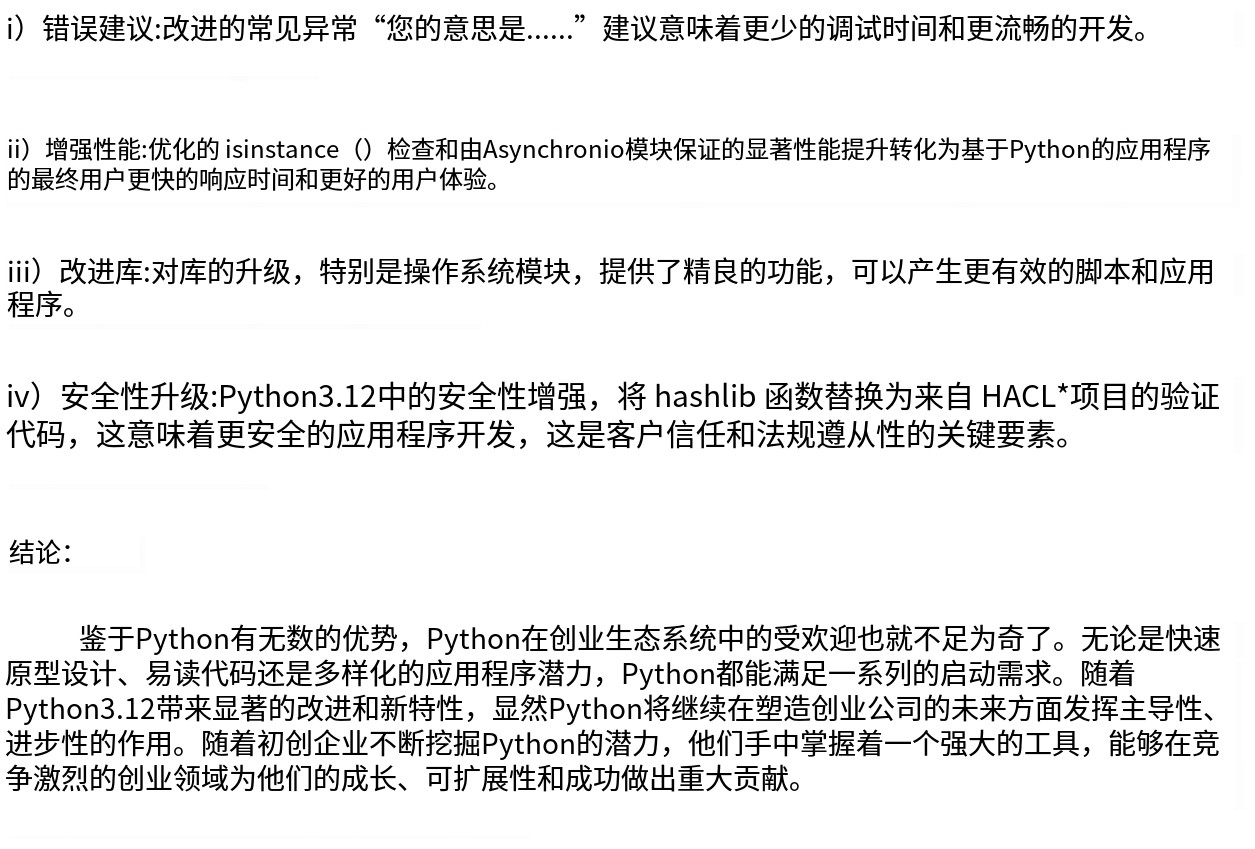 i）错误建议:改进的常见异常“您的意思是......”建议意味着更少的调试时间和更流畅的开发。
ii）增强性能:优化的 isinstance（）检查和由Asynchronio模块保证的显著性能提升转化为基于Python的应用程序
的最终用户更快的响应时间和更好的用户体验。
iii）改进库:对库的升级，特别是操作系统模块，提供了精良的功能，可以产生更有效的脚本和应用
程序。
iv）安全性升级:Python3.12中的安全性增强，将 hashlib 函数替换为来自 HACL*项目的验证
代码，这意味着更安全的应用程序开发，这是客户信任和法规遵从性的关键要素。
结论：
鉴于Python有无数的优势，Python在创业生态系统中的受欢迎也就不足为奇了。无论是快速
原型设计、易读代码还是多样化的应用程序潜力，Python都能满足一系列的启动需求。随着
Python3.12带来显著的改进和新特性，显然Python将继续在塑造创业公司的未来方面发挥主导性、
进步性的作用。随着初创企业不断挖掘Python的潜力，他们手中掌握着一个强大的工具，能够在竞
争激烈的创业领域为他们的成长、可扩展性和成功做出重大贡献。